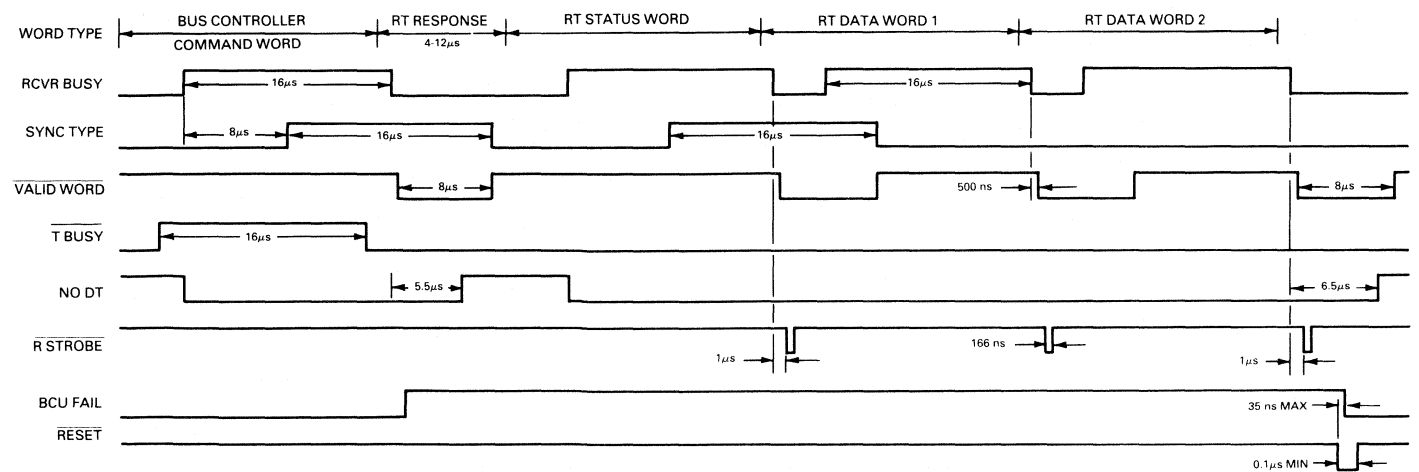 WORD TYPE
BUS CONTROLLER
COMMAND WORD
RT RESPONSE
4-12μs
RT STATUS WORD
RT DATA WORD 1
RT DATA WORD 2
RCVR BUSY
16μs
16μs
SYNC TYPE
8μs
16μs
16μs
VALID WORD
8μs
500 ns
8μs
T BUSY
16μs
NO DT
5.5μs
6.5μs
R STROBE
1μs
166 ns
1μs
BCU FAIL
35 ns MAX
RESET
0.1μs MIN